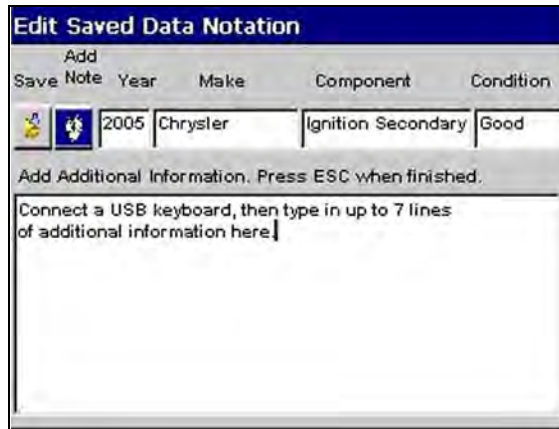 Edit Saved Data Notation
Add
Save Note Year Make Component Condition
2005 Chrysler Ignition Secondary Good
Add Additional Information. Press ESC when finished.
Connect a USB keyboard, then type in up to 7 lines
of additional information here.